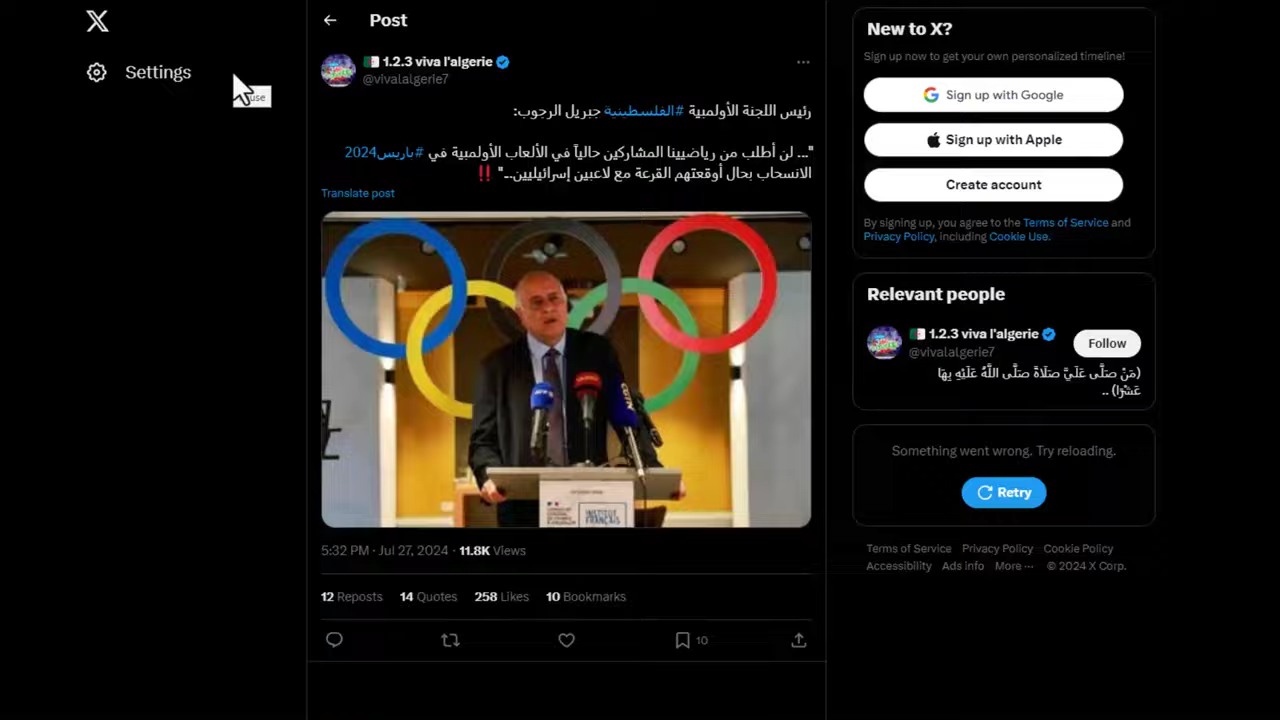 Post
Settings
use
1.2.3 viva l'algerie
@vivalalgerie7
رئيس اللجنة الأولمبية #الفلسطينية جبريل الرجوب:
"... لن أطلب من رياضيينا المشاركين حالياً في الألعاب الأولمبية في #باريس2024
الانسحاب بحال أوقعتهم القرعة مع لاعبين إسرائيليين..." ‼️
Translate post
INSTITUT
FRANÇAIS
5:32 PM · Jul 27, 2024 · 11.8K Views
12 Reposts 14 Quotes 258 Likes 10 Bookmarks
10
New to X?
Sign up now to get your own personalized timeline!
Sign up with Google
Sign up with Apple
Create account
By signing up, you agree to the Terms of Service and
Privacy Policy, including Cookie Use.
Relevant people
1.2.3 viva l'algerie
@vivalalgerie7
Follow
(مَنْ صَلَّى عَلَيَّ صَلَاةً صَلَّى اللَّهُ عَلَيْهِ بِهَا
عَشْرًا) ..
Something went wrong. Try reloading.
Retry
Terms of Service Privacy Policy Cookie Policy
Accessibility Ads info More ··· © 2024 X Corp.